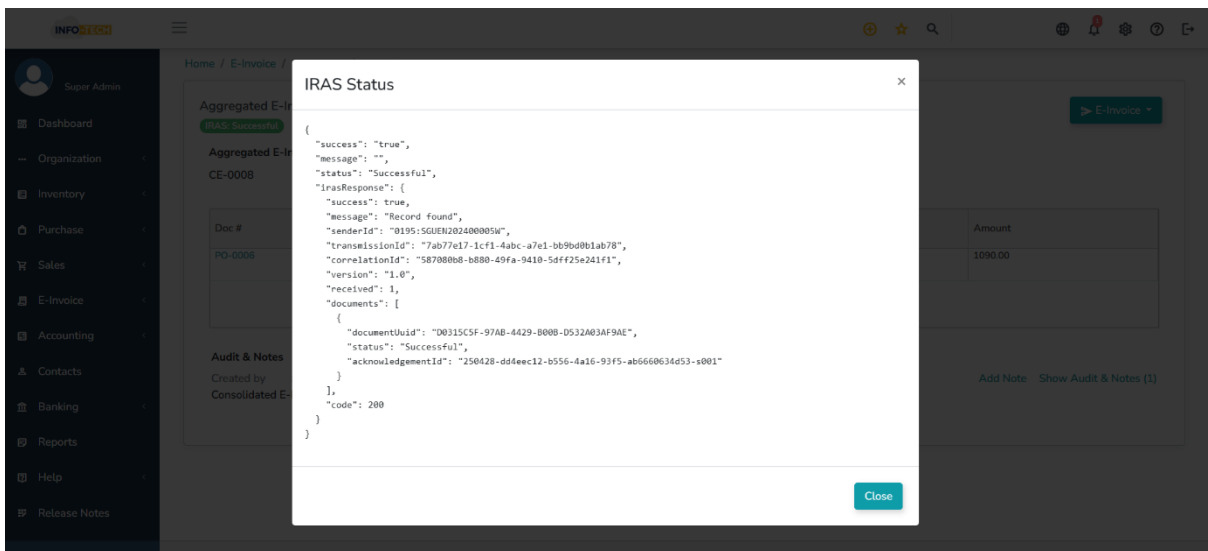 INFO-TECH
Super Admin
Dashboard
Organization
Inventory
Purchase
Sales
E-Invoice
Accounting
Contacts
Banking
Reports
Help
Release Notes
Home / E-Invoice /
Aggregated E-In
IRAS: Successful
E-Invoice
Aggregated E-In
CE-0008
Doc #
Amount
PO-0006
1090.00
Audit & Notes
Created by
Consolidated E-
Add Note Show Audit & Notes (1)
IRAS Status
×
{
"success": "true",
"message": "",
"status": "Successful",
"irasResponse": {
"success": true,
"message": "Record found",
"senderId": "0195:SGUEN202400005W",
"transmissionId": "7ab77e17-1cf1-4abc-a7e1-bb9bd0b1ab78",
"correlationId": "587080b8-b880-49fa-9410-5dff25e241f1",
"version": "1.0",
"received": 1,
"documents": [
{
"documentUuid": "D0315C5F-97AB-4429-B00B-D532A03AF9AE",
"status": "Successful",
"acknowledgementId": "250428-dd4eec12-b556-4a16-93f5-ab6660634d53-s001"
}
],
"code": 200
}
}
Close